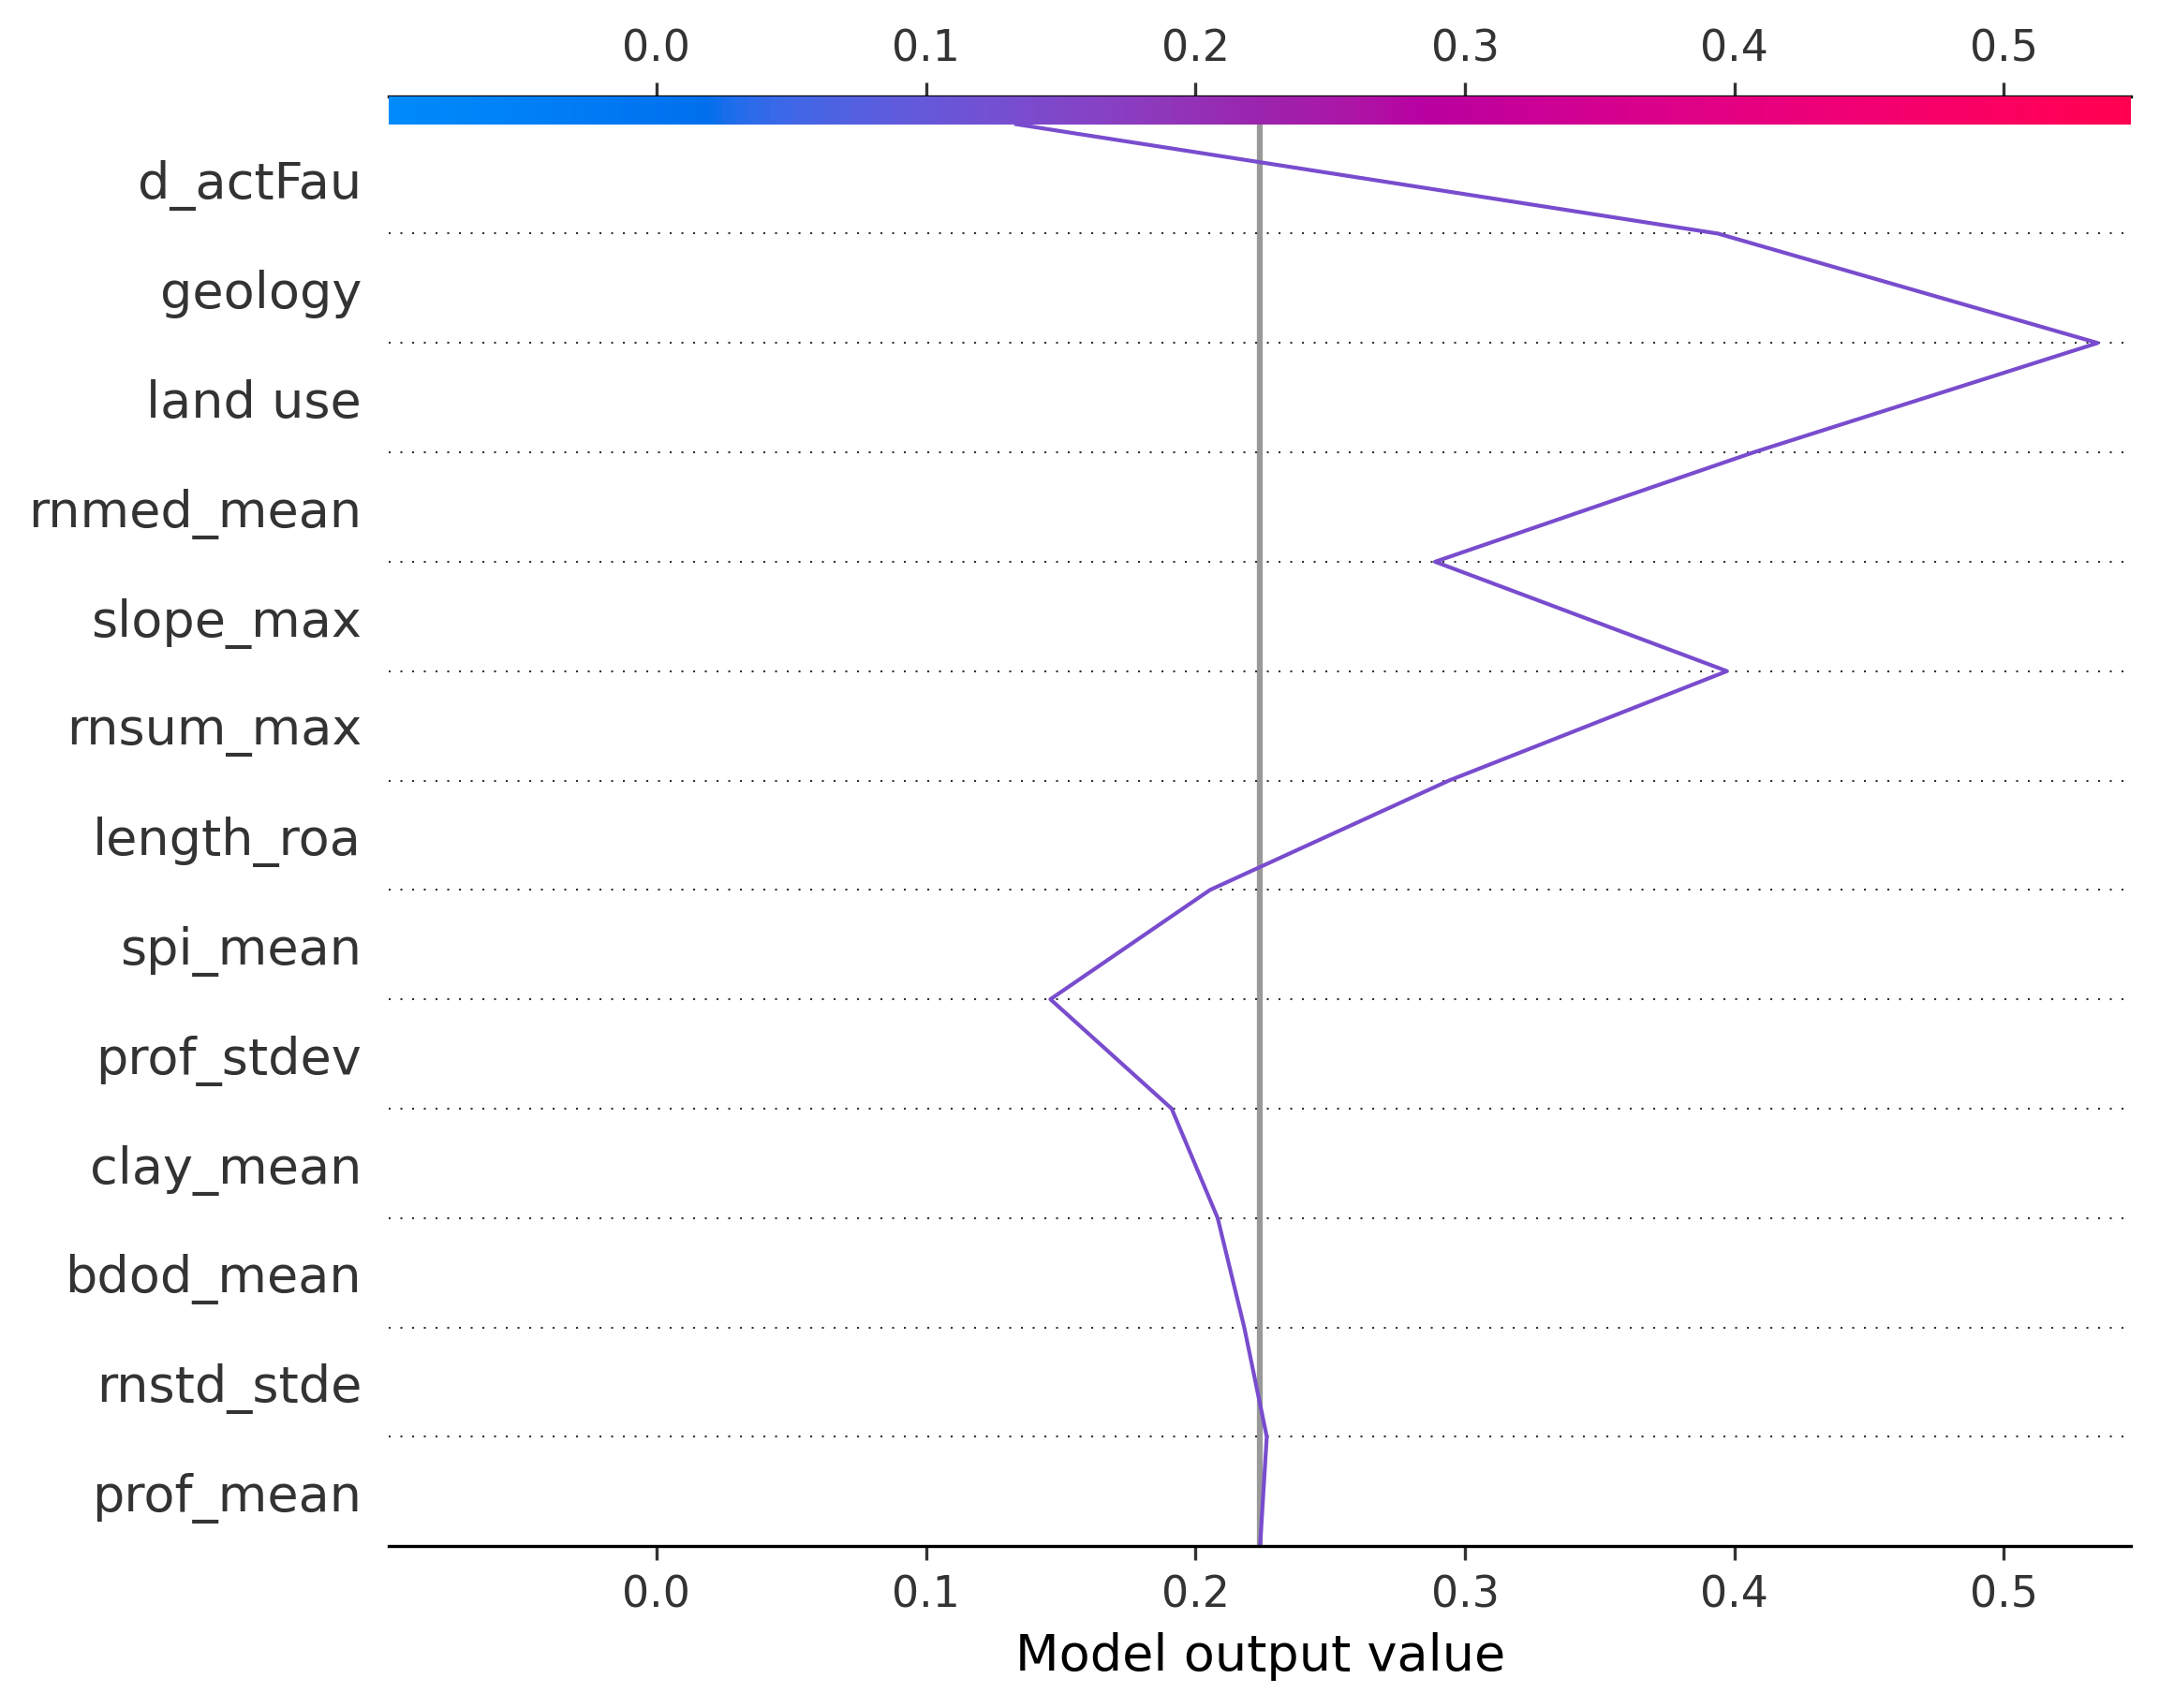 0.0 0.1 0.2 0.3 0.4 0.5
d_actFau
geology
land use
rnmed_mean
slope_max
rnsum_max
length_roa
spi_mean
prof_stdev
clay_mean
bdod_mean
rnstd_stde
prof_mean
0.0 0.1 0.2 0.3 0.4 0.5
Model output value